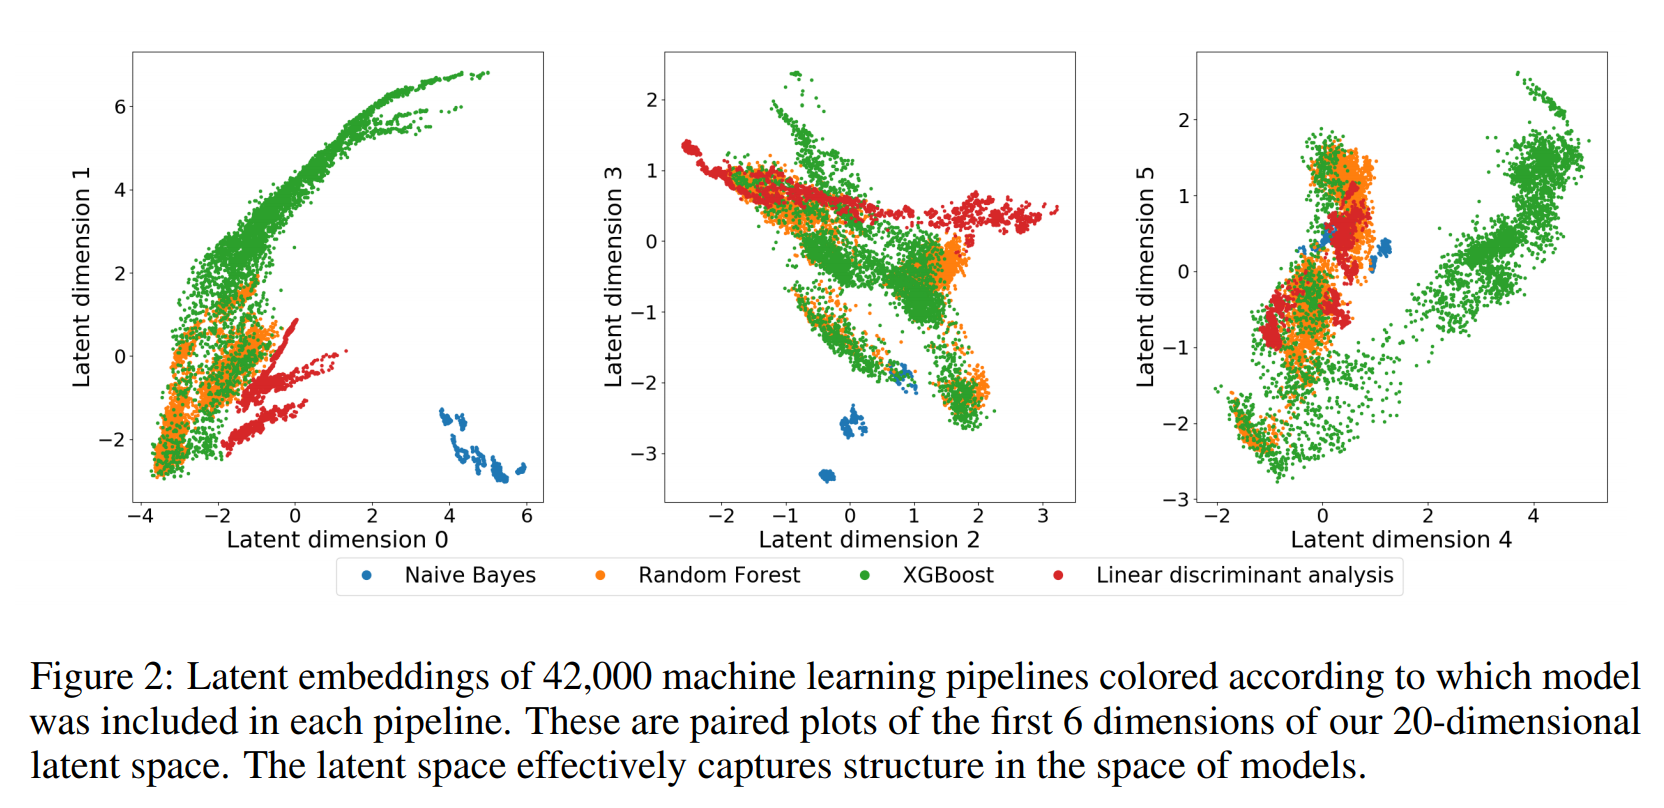 Latent dimension 1
6
4
2
0
−2
−4 −2 0 2 4 6
Latent dimension 0
Latent dimension 3
2
1
0
−1
−2
−3
−2 −1 0 1 2 3
Latent dimension 2
Latent dimension 5
2
1
0
−1
−2
−3
−2 0 2 4
Latent dimension 4
Naive Bayes Random Forest XGBoost Linear discriminant analysis
Figure 2: Latent embeddings of 42,000 machine learning pipelines colored according to which model
was included in each pipeline. These are paired plots of the first 6 dimensions of our 20-dimensional
latent space. The latent space effectively captures structure in the space of models.